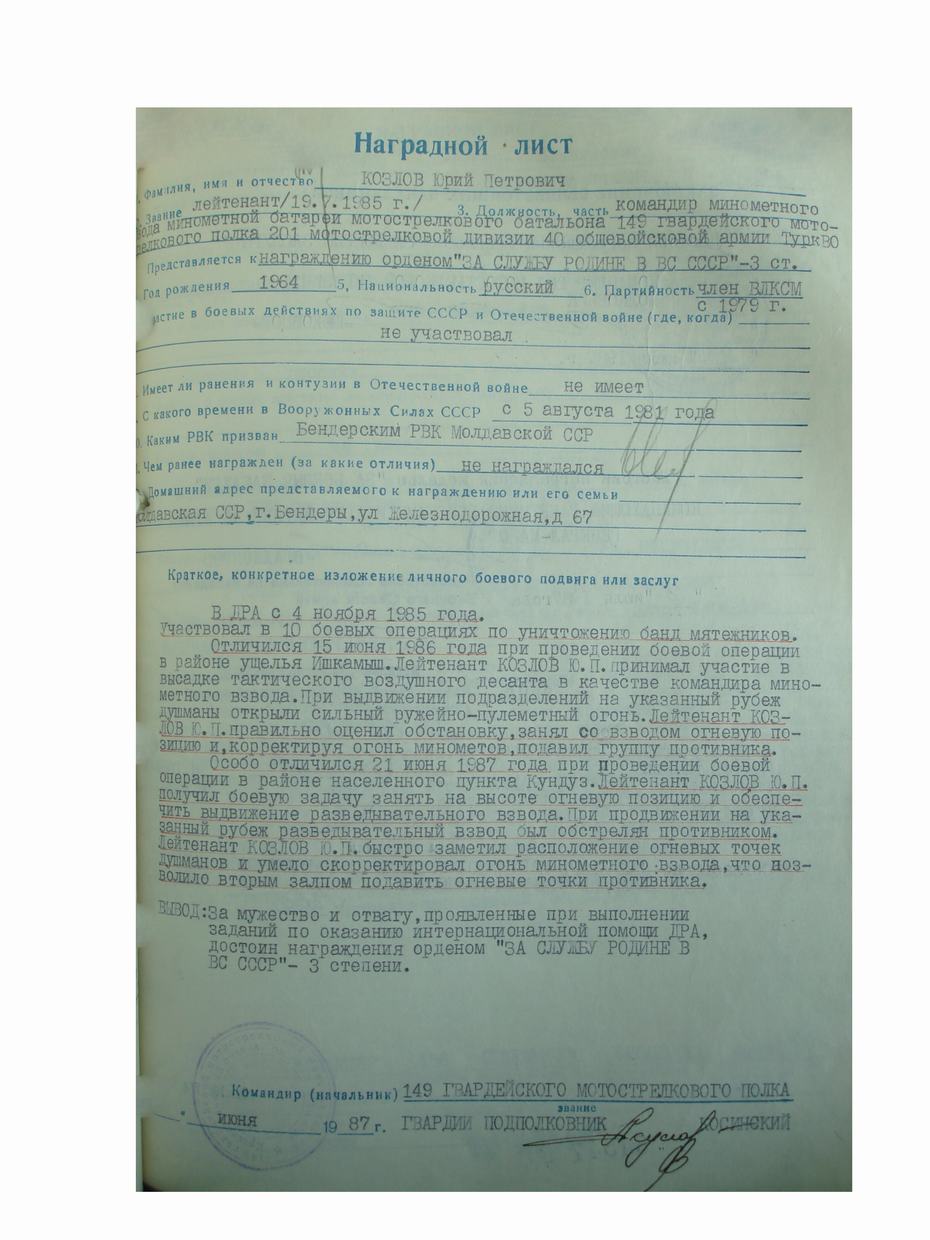 Наградной лист
Фамилия, имя и отчество КОЗЛОВ Юрий Петрович
Звание лейтенант/19.7.1985 г./ 3. Должность, часть командир минометного
минометной батареи мотострелкового батальона 149 гвардейского мото-
релкового полка 201 мотострелковой дивизии 40 общевойсковой армии ТуркВО
Представляется к награждению орденом"ЗА СЛУЖБУ РОДИНЕ В ВС СССР"-3 ст.
Год рождения 1964 5, Национальность русский 6. Партийность член ВЛКСМ
с 1979 г.
астие в боевых действиях по защите СССР и Отечественной войне (где, когда)
не участвовал
Имеет ли ранения и контузии в Отечественной войне не имеет
С какого времени в Вооружонных Силах СССР с 5 августа 1981 года
Каким РВК призван Бендерским РВК Молдавской ССР
Чем ранее награжден (за какие отличия) не награждался
Домашний адрес представляемого к награждению или его семьи
давская ССР,г.Бендеры,ул Железнодорожная,д 67
Краткое, конкретное изложение личного боевого подвига или заслуг
В ДРА с 4 ноября 1985 года.
Участвовал в 10 боевых операциях по уничтожению банд мятежников.
Отличился 15 июня 1986 года при проведении боевой операции
в районе ущелья Ишкамыш.Лейтенант КОЗЛОВ Ю.П.принимал участие в
высадке тактического воздушного десанта в качестве командира мино-
метного взвода.При выдвижении подразделений на указанный рубеж
душманы открыли сильный ружейно-пулеметный огонь.Лейтенант КОЗ-
ЛОВ Ю.П.правильно оценил обстановку,занял со взводом огневую по-
зицию и,корректируя огонь минометов,подавил группу противника.
Особо отличился 21 июня 1987 года при проведении боевой
операции в районе населенного пункта Кундуз.Лейтенант КОЗЛОВ Ю.П.
получил боевую задачу занять на высоте огневую позицию и обеспе-
чить выдвижение разведывательного взвода.При продвижении на ука-
занный рубеж разведывательный взвод был обстрелян противником.
Лейтенант КОЗЛОВ Ю.П.быстро заметил расположение огневых точек
душманов и умело скорректировал огонь минометного взвода,что поз-
волило вторым залпом подавить огневые точки противника.
ВЫВОД:За мужество и отвагу,проявленные при выполнении
заданий по оказанию интернациональной помощи ДРА,
достоин награждения орденом "ЗА СЛУЖБУ РОДИНЕ В
ВС СССР"- 3 степени.
Командир (начальник) 149 ГВАРДЕЙСКОГО МОТОСТРЕЛКОВОГО ПОЛКА
звание
июня 1987 г. ГВАРДИИ ПОДПОЛКОВНИК